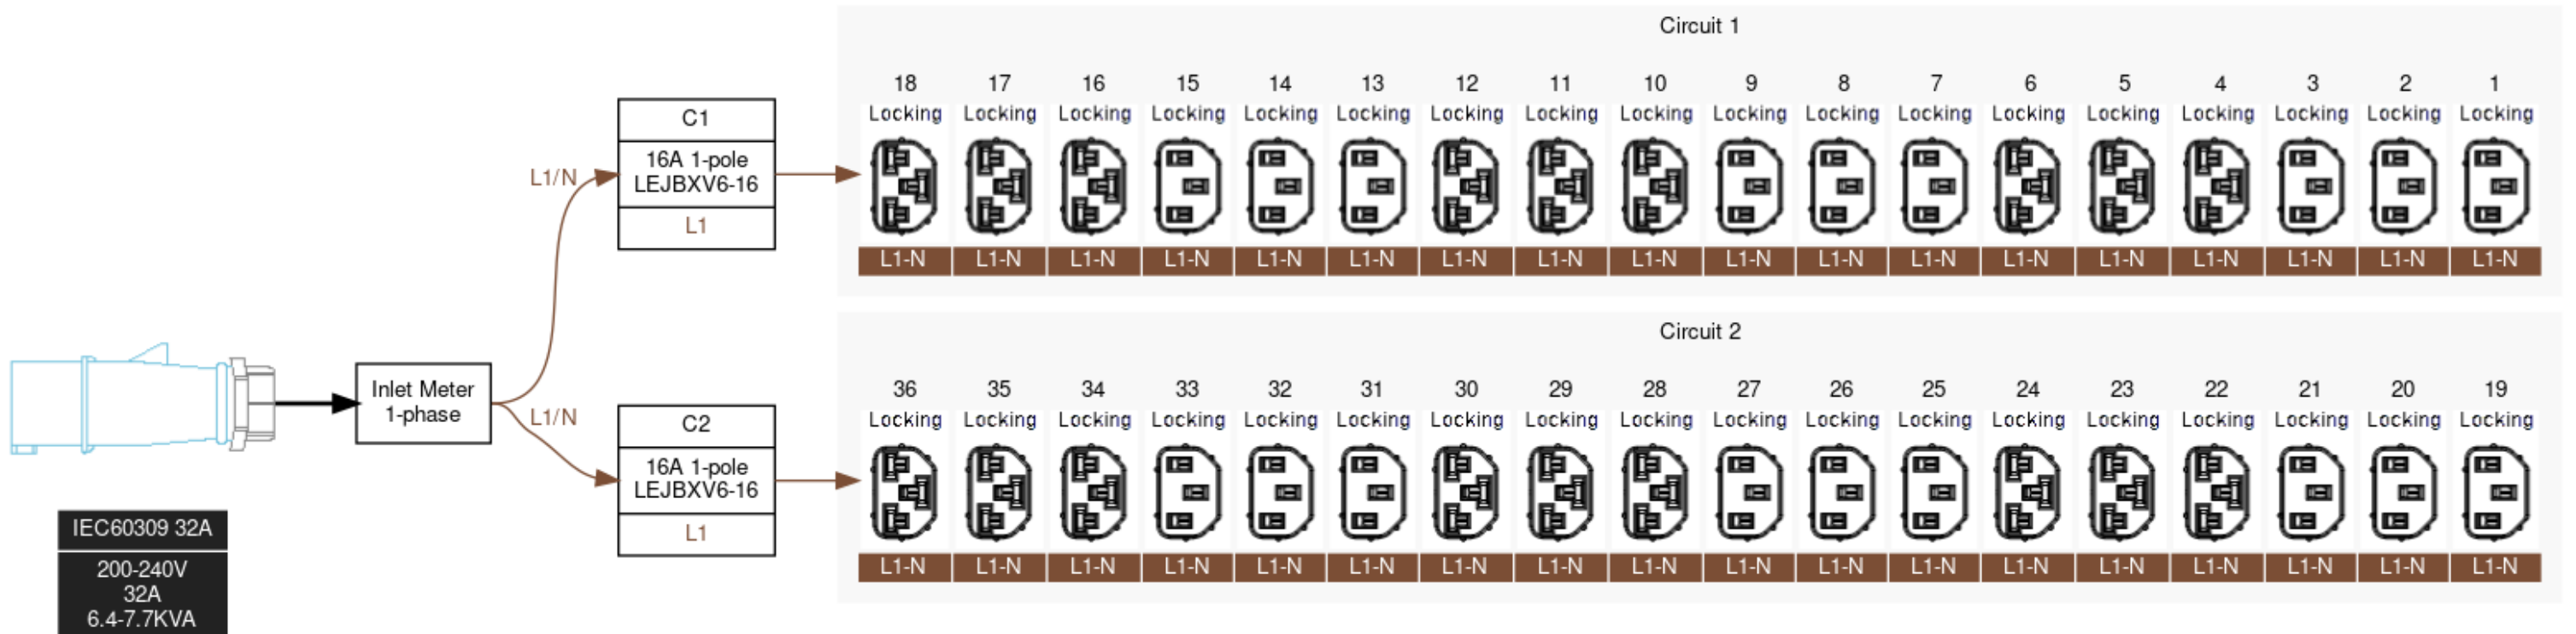 Circuit 1
18 17 16 15 14 13 12 11 10 9 8 7 6 5 4 3 2 1
Locking Locking Locking Locking Locking Locking Locking Locking Locking Locking Locking Locking Locking Locking Locking Locking Locking Locking
L1-N L1-N L1-N L1-N L1-N L1-N L1-N L1-N L1-N L1-N L1-N L1-N L1-N L1-N L1-N L1-N L1-N L1-N
C1
16A 1-pole
LEJBXV6-16
L1
L1/N
Inlet Meter
1-phase
L1/N
C2
16A 1-pole
LEJBXV6-16
L1
Circuit 2
36 35 34 33 32 31 30 29 28 27 26 25 24 23 22 21 20 19
Locking Locking Locking Locking Locking Locking Locking Locking Locking Locking Locking Locking Locking Locking Locking Locking Locking Locking
L1-N L1-N L1-N L1-N L1-N L1-N L1-N L1-N L1-N L1-N L1-N L1-N L1-N L1-N L1-N L1-N L1-N L1-N
IEC60309 32A
200-240V
32A
6.4-7.7KVA